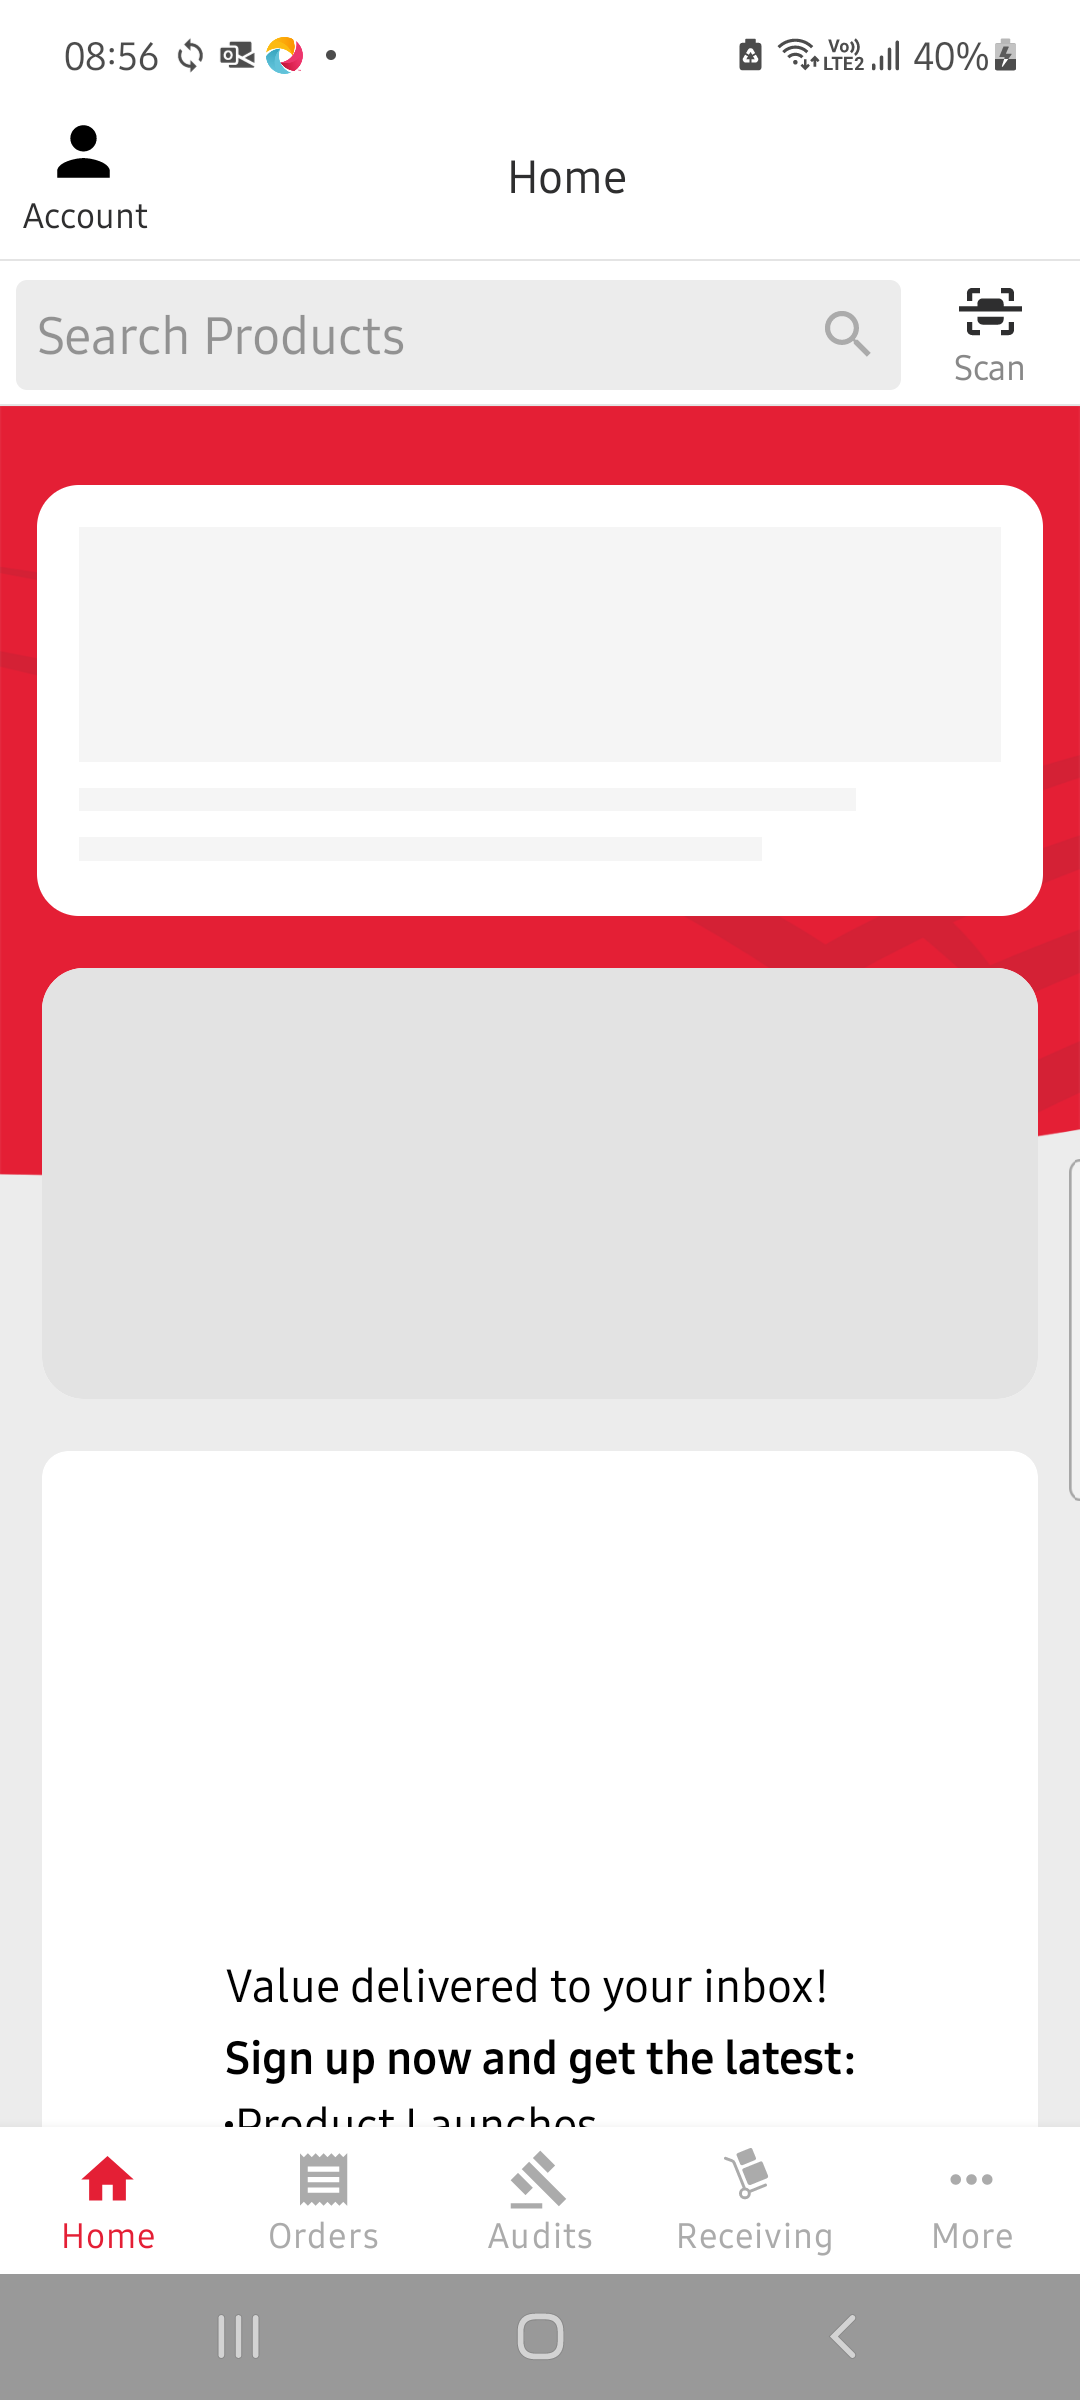 08:56
Vo))
LTE2
40%
Account
Home
Search Products
Scan
Value delivered to your inbox!
Sign up now and get the latest:
•Product Launches
Home
Orders
Audits
Receiving
More